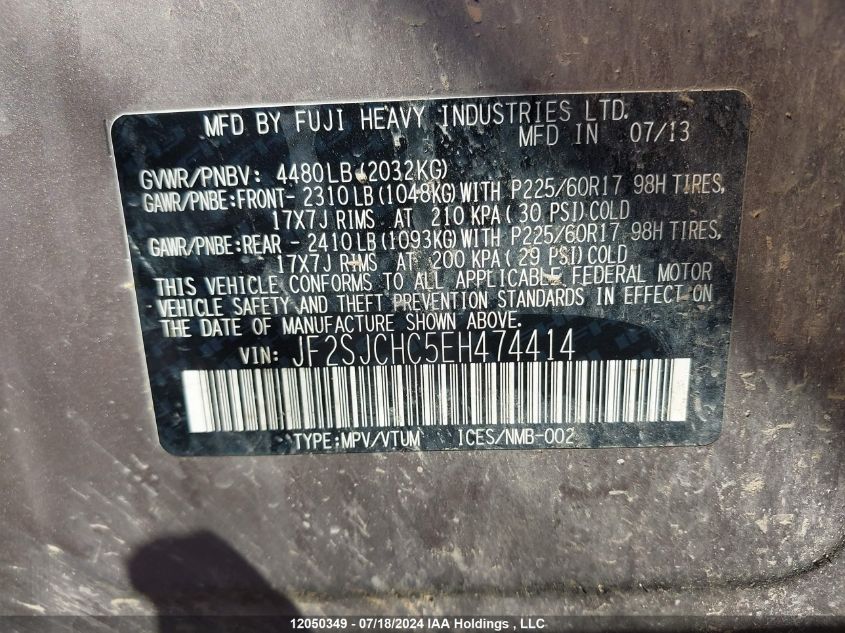 MFD BY FUJI HEAVY INDUSTRIES LTD.
MFD IN 07/13
GVWR/PNBV: 4480LB(2032KG)
GAWR/PNBE:FRONT- 2310LB(1048KG)WITH P225/60R17 98H TIRES,
17X7J RIMS AT 210 KPA( 30 PSI)COLD
GAWR/PNBE:REAR - 2410LB(1093KG)WITH P225/60R17 98H TIRES,
17X7J RIMS AT 200 KPA( 29 PSI)COLD
THIS VEHICLE CONFORMS TO ALL APPLICABLE FEDERAL MOTOR
VEHICLE SAFETY AND THEFT PREVENTION STANDARDS IN EFFECT ON
THE DATE OF MANUFACTURE SHOWN ABOVE.
VIN: JF2SJCHC5EH474414
TYPE:MPV/VTUM ICES/NMB-002
12050349 - 07/18/2024 IAA Holdings , LLC